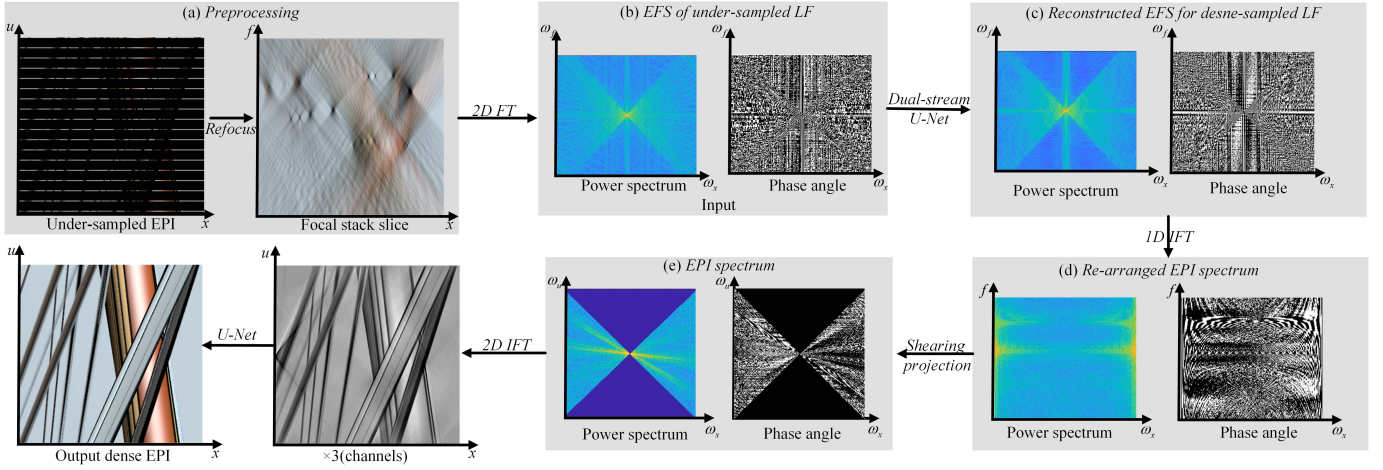 (a) Preprocessing
u
x
Under-sampled EPI
Refocus
f
x
Focal stack slice
2D FT
(b) EFS of under-sampled LF
ω_f
ω_x
Power spectrum
ω_f
ω_x
Phase angle
Input
Dual-stream
U-Net
(c) Reconstructed EFS for desne-sampled LF
ω_f
ω_x
Power spectrum
ω_f
ω_x
Phase angle
1D IFT
(d) Re-arranged EPI spectrum
f
ω_x
Power spectrum
f
ω_x
Phase angle
Shearing
projection
(e) EPI spectrum
ω_u
ω_x
Power spectrum
ω_u
ω_x
Phase angle
2D IFT
u
x
×3(channels)
U-Net
u
x
Output dense EPI